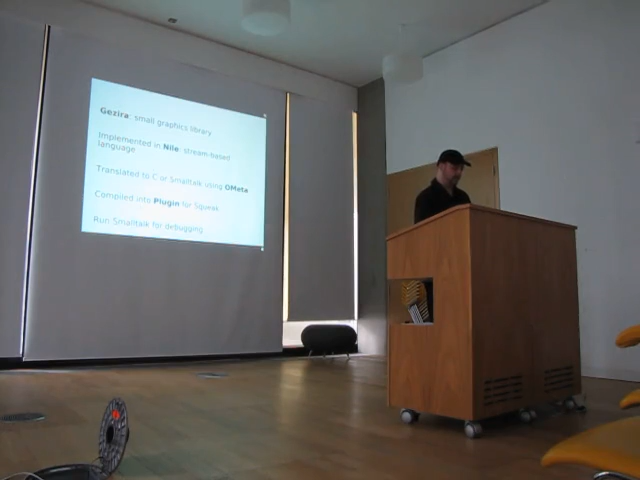 Gezira: small graphics library
Implemented in Nile: stream-based
language
Translated to C or Smalltalk using OMeta
Compiled into Plugin for Squeak
Run Smalltalk for debugging